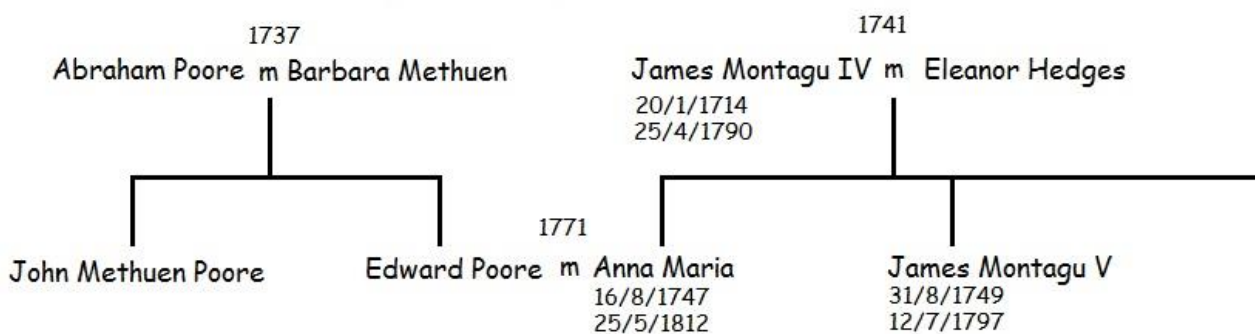 1737
1741
Abraham Poore m Barbara Methuen
James Montagu IV m Eleanor Hedges
20/1/1714
25/4/1790
1771
John Methuen Poore
Edward Poore m Anna Maria
16/8/1747
25/5/1812
James Montagu V
31/8/1749
12/7/1797